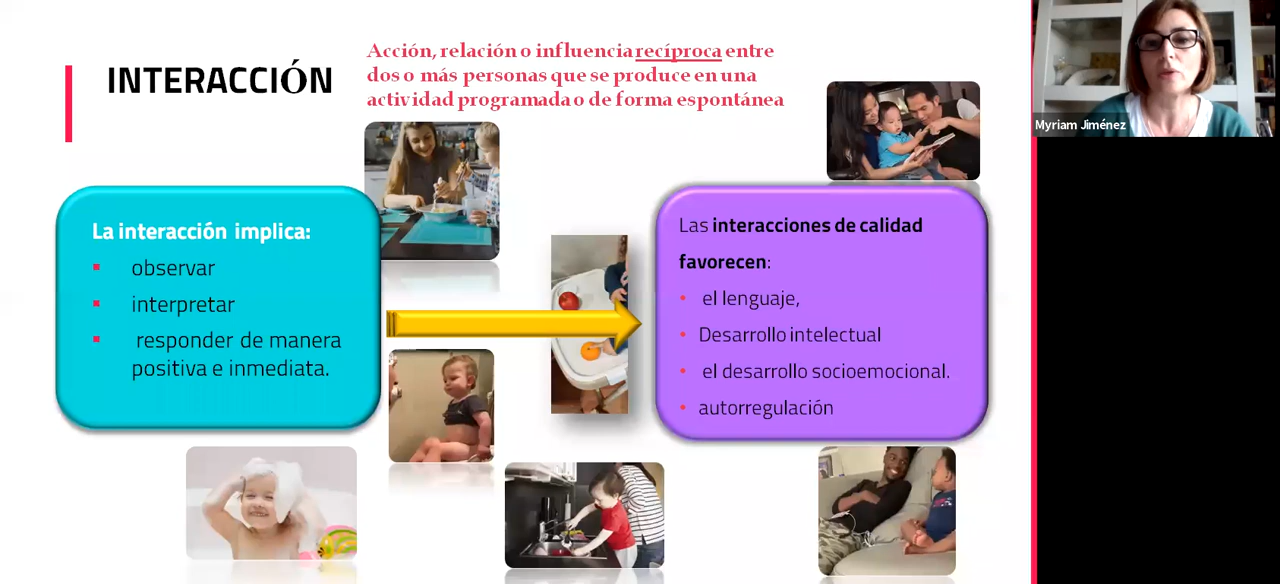 INTERACCIÓN
Acción, relación o influencia recíproca entre
dos o más personas que se produce en una
actividad programada o de forma espontánea
La interacción implica:
observar
interpretar
responder de manera
positiva e inmediata.
Las interacciones de calidad
favorecen:
el lenguaje,
Desarrollo intelectual
el desarrollo socioemocional.
autorregulación
Myriam Jiménez